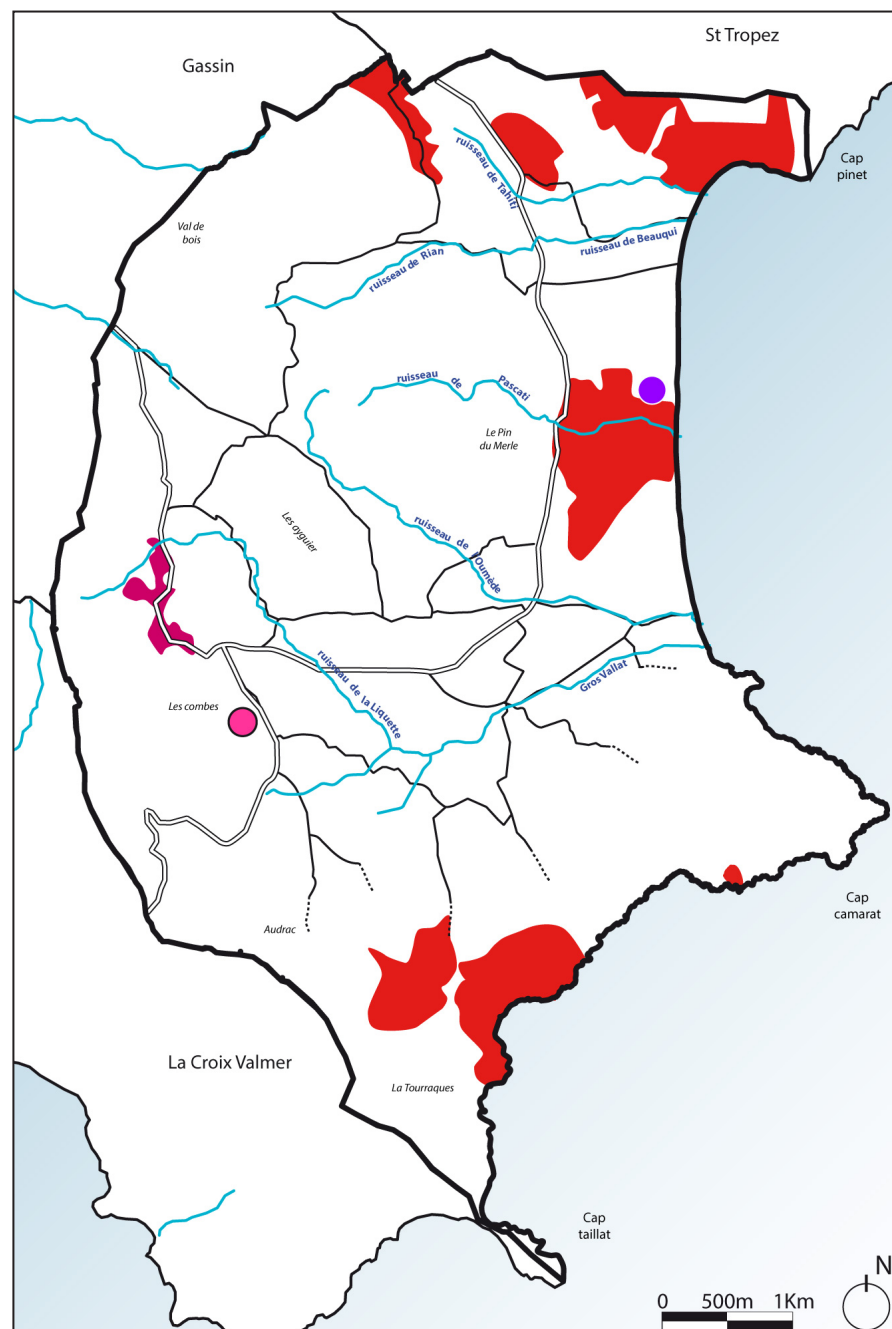 St Tropez
Gassin
Cap
pinet
ruisseau de Tahiti
Val de
bois
ruisseau de Beauqui
ruisseau de Rian
ruisseau de Pascati
Le Pin
du Merle
Les ayguier
ruisseau de l'Oumède
ruisseau de la Liquette
Gros Vallat
Les combes
Cap
camarat
Audrac
La Croix Valmer
La Tourraques
Cap
taillat
N
0 500m 1Km